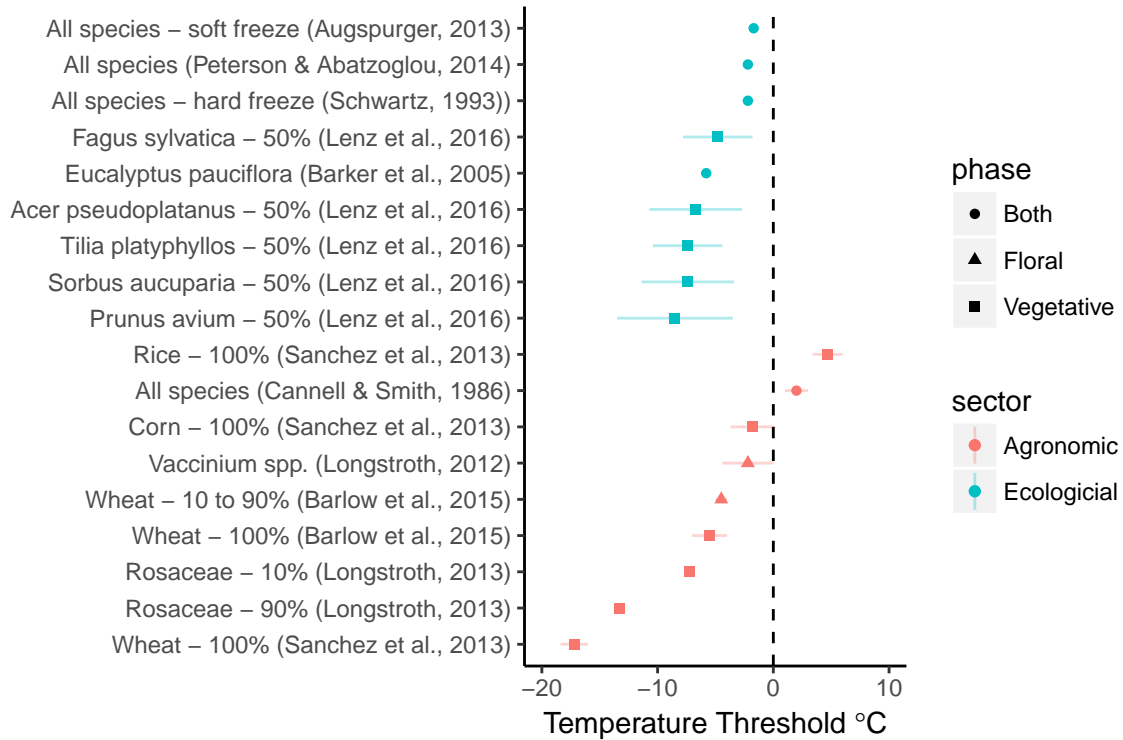 All species – soft freeze (Augspurger, 2013)
All species (Peterson & Abatzoglou, 2014)
All species – hard freeze (Schwartz, 1993))
Fagus sylvatica – 50% (Lenz et al., 2016)
Eucalyptus pauciflora (Barker et al., 2005)
Acer pseudoplatanus – 50% (Lenz et al., 2016)
Tilia platyphyllos – 50% (Lenz et al., 2016)
Sorbus aucuparia – 50% (Lenz et al., 2016)
Prunus avium – 50% (Lenz et al., 2016)
Rice – 100% (Sanchez et al., 2013)
All species (Cannell & Smith, 1986)
Corn – 100% (Sanchez et al., 2013)
Vaccinium spp. (Longstroth, 2012)
Wheat – 10 to 90% (Barlow et al., 2015)
Wheat – 100% (Barlow et al., 2015)
Rosaceae – 10% (Longstroth, 2013)
Rosaceae – 90% (Longstroth, 2013)
Wheat – 100% (Sanchez et al., 2013)
−20 −10 0 10
Temperature Threshold °C
phase
Both
Floral
Vegetative
sector
Agronomic
Ecologicial